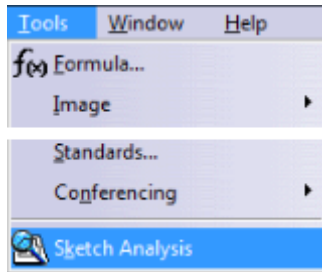 Tools Window Help
f(x) Formula...
Image
Standards...
Conferencing
Sketch Analysis